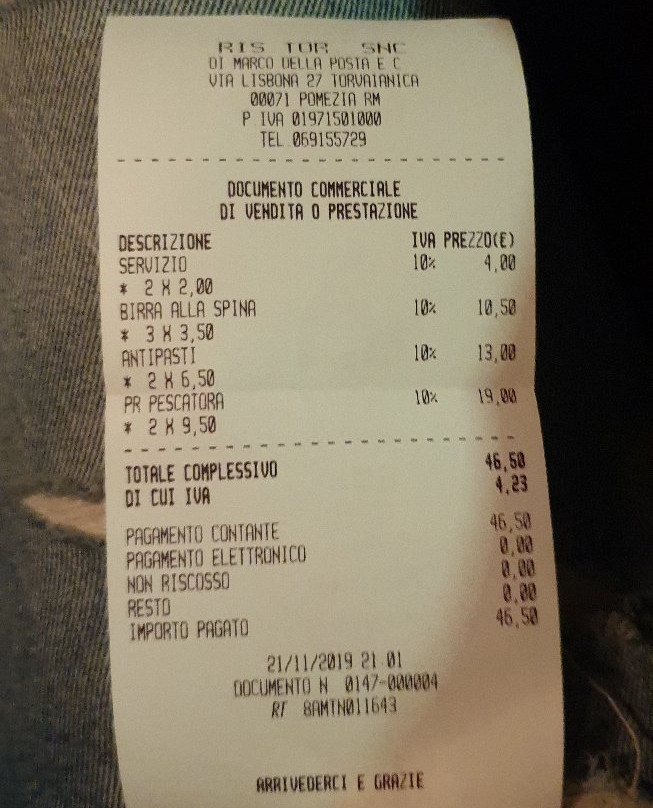 RIS TOR SNC
DI MARCO DELLA POSTA E C
VIA LISBONA 27 TORVAIANICA
00071 POMEZIA RM
P IVA 01971501000
TEL 069155729
DOCUMENTO COMMERCIALE
DI VENDITA O PRESTAZIONE
DESCRIZIONE IVA PREZZO(E)
SERVIZIO 10% 4,00
* 2 X 2,00
BIRRA ALLA SPINA 10% 10,50
* 3 X 3,50
ANTIPASTI 10% 13,00
* 2 X 6,50
PR PESCATORA 10% 19,00
* 2 X 9,50
TOTALE COMPLESSIVO 46,50
DI CUI IVA 4,23
PAGAMENTO CONTANTE 46,50
PAGAMENTO ELETTRONICO 0,00
NON RISCOSSO 0,00
RESTO 0,00
IMPORTO PAGATO 46,50
21/11/2019 21 01
DOCUMENTO N 0147-000004
RT 8AMTN011643
ARRIVEDERCI E GRAZIE